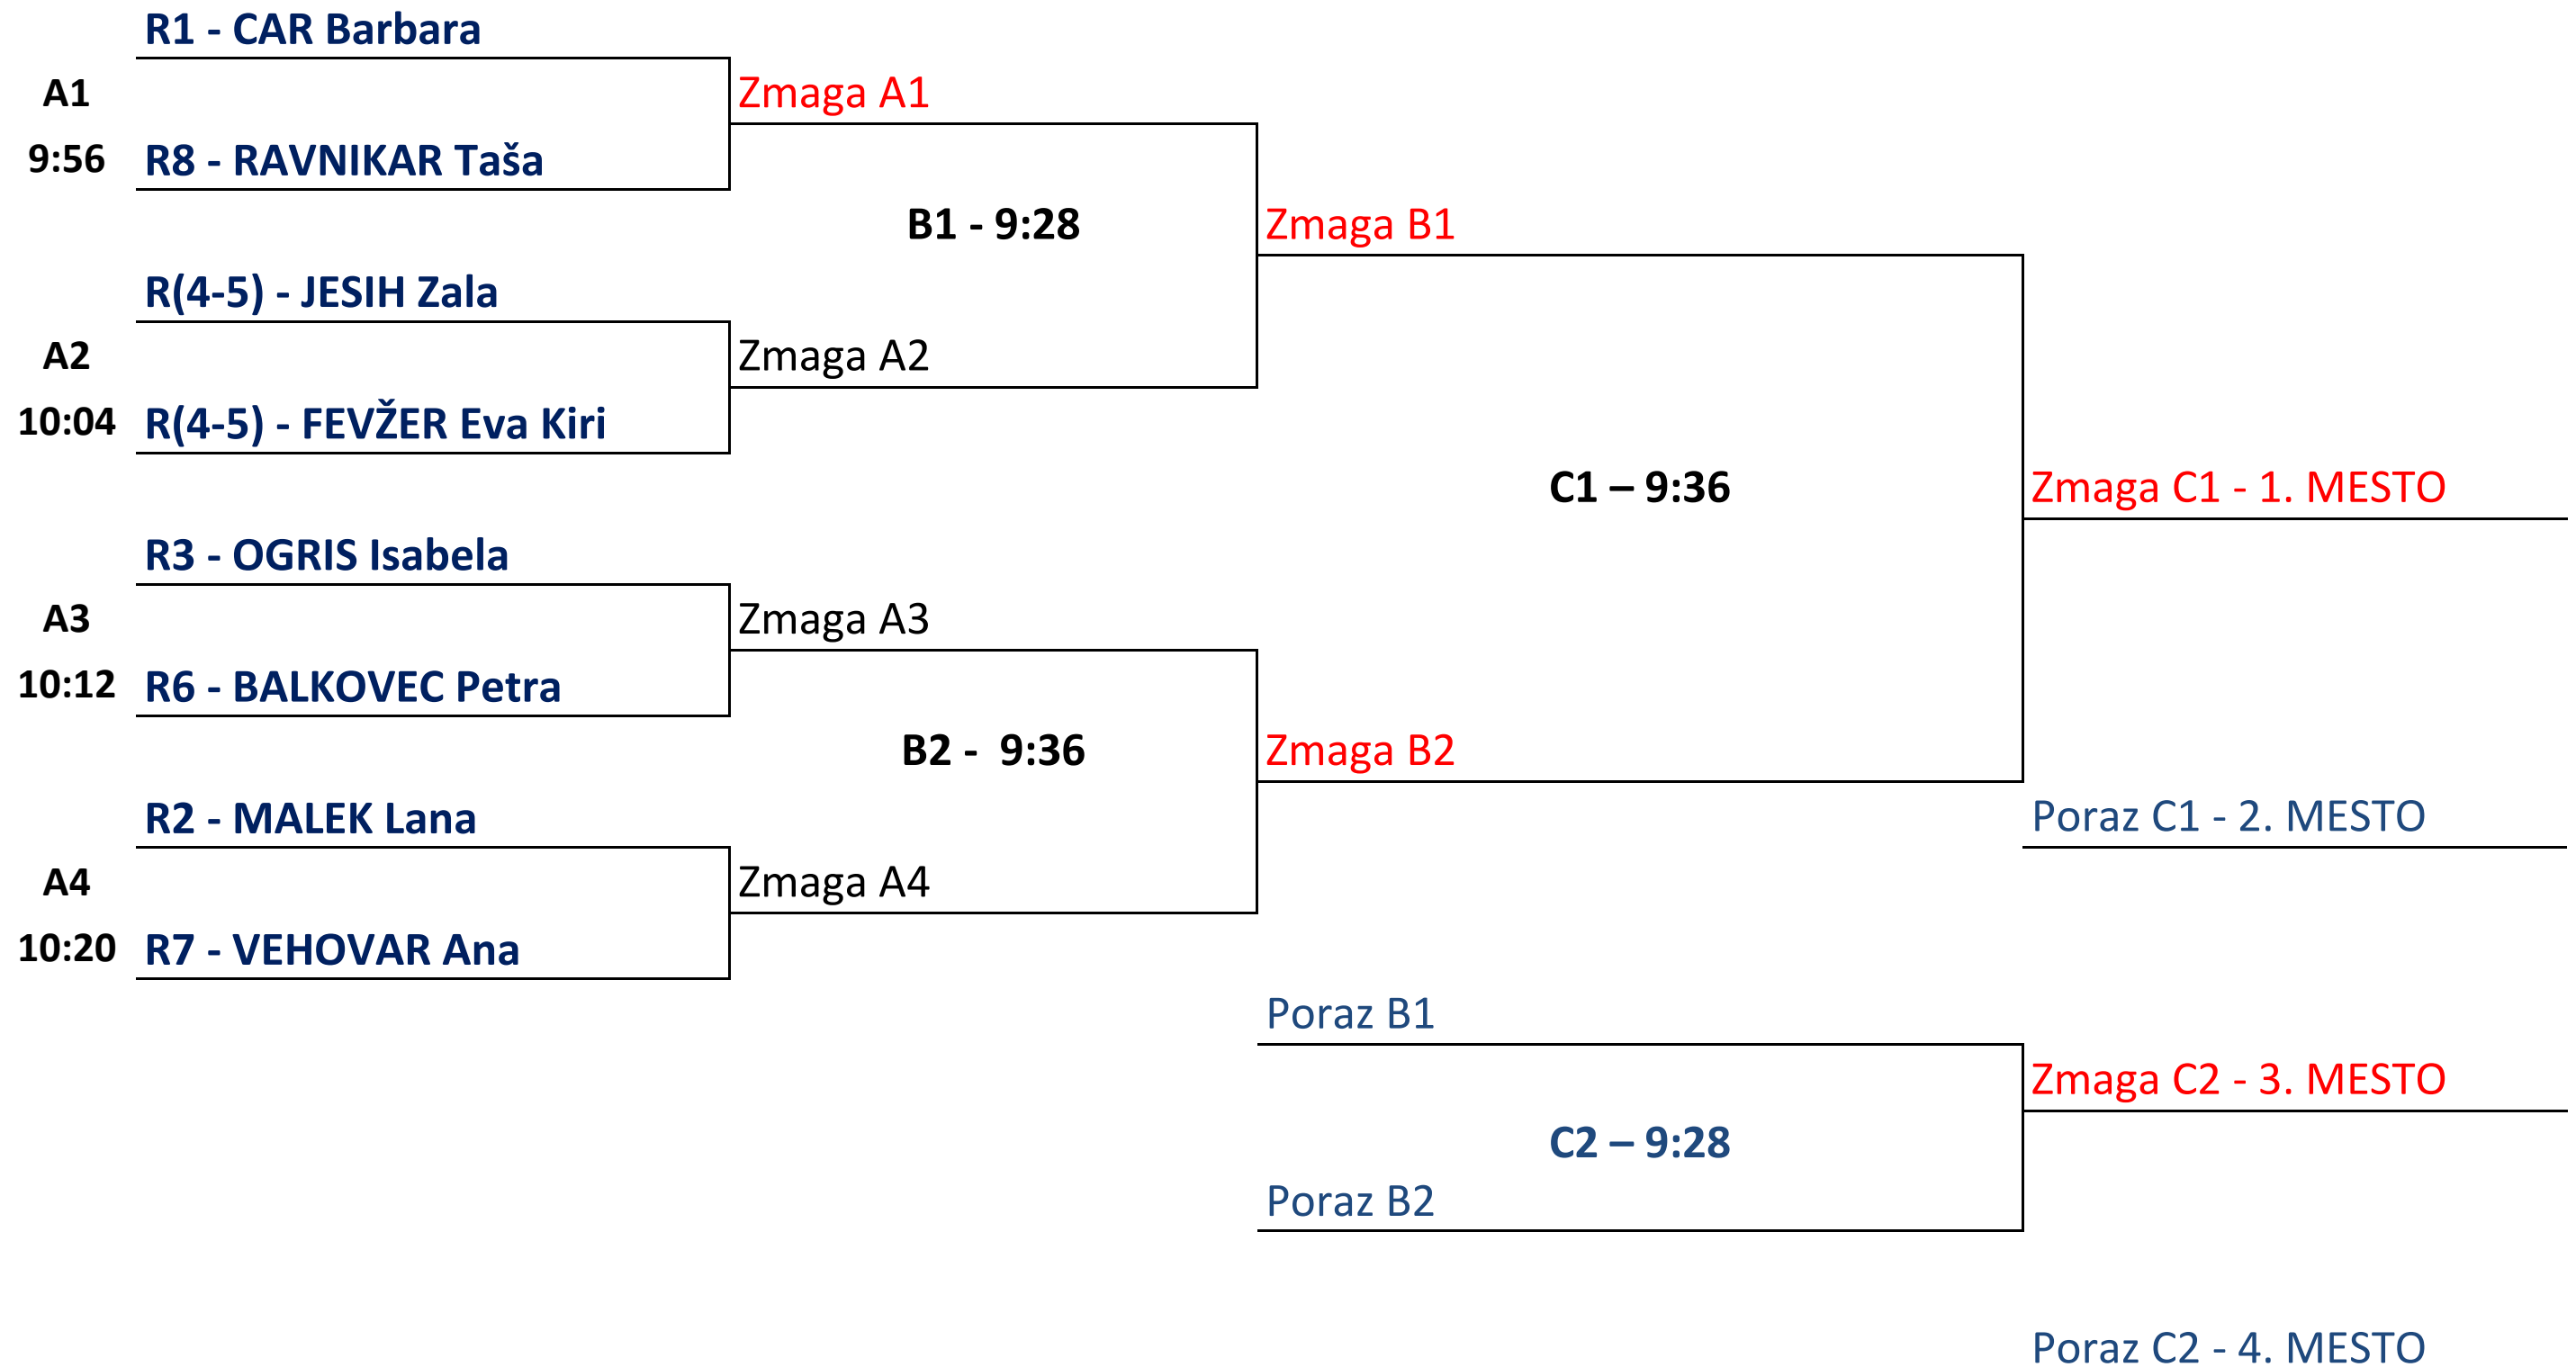 R1 - CAR Barbara
A1
Zmaga A1
9:56
R8 - RAVNIKAR Taša
B1 - 9:28
Zmaga B1
R(4-5) - JESIH Zala
A2
Zmaga A2
10:04
R(4-5) - FEVŽER Eva Kiri
C1 – 9:36
Zmaga C1 - 1. MESTO
R3 - OGRIS Isabela
A3
Zmaga A3
10:12
R6 - BALKOVEC Petra
B2 -  9:36
Zmaga B2
R2 - MALEK Lana
Poraz C1 - 2. MESTO
A4
Zmaga A4
10:20
R7 - VEHOVAR Ana
Poraz B1
Zmaga C2 - 3. MESTO
C2 – 9:28
Poraz B2
Poraz C2 - 4. MESTO